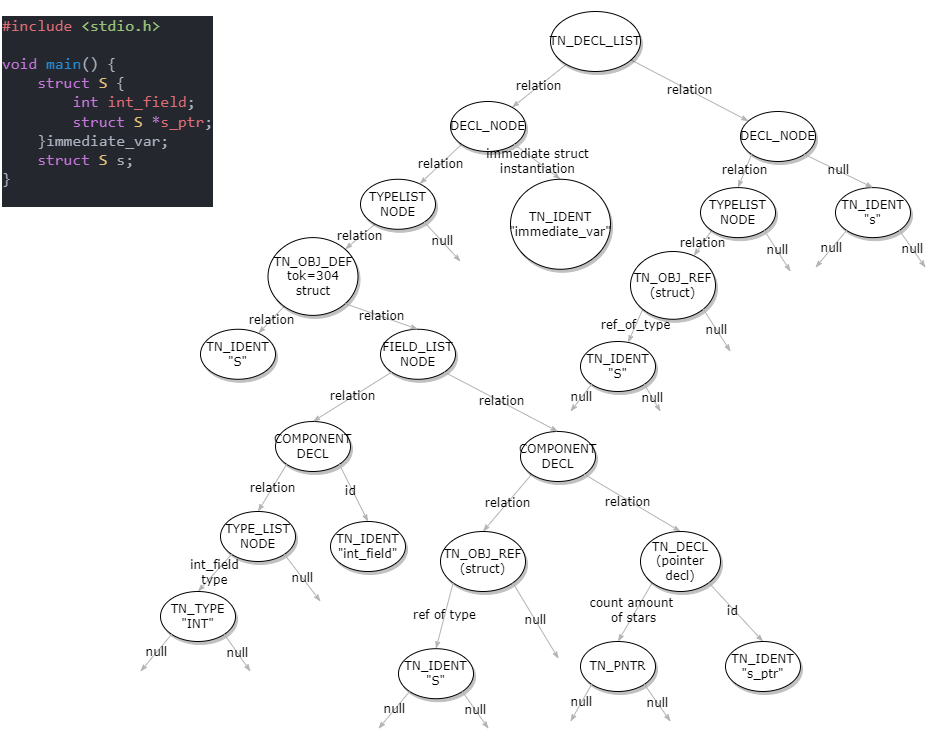 #include <stdio.h>
void main() {
struct S {
int int_field;
struct S *s_ptr;
}immediate_var;
struct S s;
}
TN_DECL_LIST
relation
relation
DECL_NODE
DECL_NODE
relation
immediate struct
instantiation
relation
null
TYPELIST
NODE
TN_IDENT
"immediate_var"
TYPELIST
NODE
TN_IDENT
"s"
relation
null
relation
null
null
null
TN_OBJ_DEF
tok=304
struct
TN_OBJ_REF
(struct)
relation
relation
ref_of_type
null
TN_IDENT
"S"
FIELD_LIST
NODE
TN_IDENT
"S"
null
null
relation
relation
COMPONENT
DECL
COMPONENT
DECL
relation
id
relation
relation
TYPE_LIST
NODE
TN_IDENT
"int_field"
TN_OBJ_REF
(struct)
TN_DECL
(pointer
decl)
int_field
type
null
ref of type
null
count amount
of stars
id
TN_TYPE
"INT"
null
null
TN_IDENT
"S"
TN_PNTR
TN_IDENT
"s_ptr"
null
null
null
null